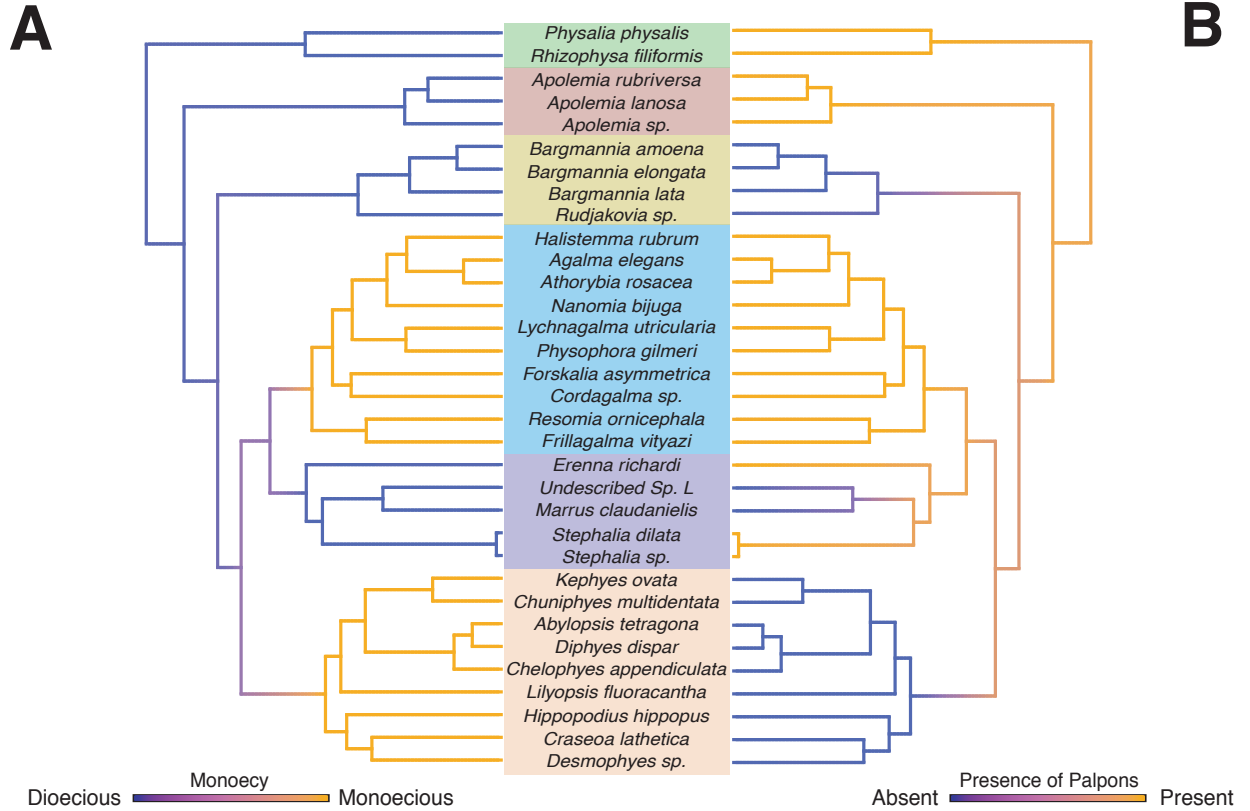 A
B
Physalia physalis
Rhizophysa filiformis
Apolemia rubriversa
Apolemia lanosa
Apolemia sp.
Bargmannia amoena
Bargmannia elongata
Bargmannia lata
Rudjakovia sp.
Halistemma rubrum
Agalma elegans
Athorybia rosacea
Nanomia bijuga
Lychnagalma utricularia
Physophora gilmeri
Forskalia asymmetrica
Cordagalma sp.
Resomia ornicephala
Frillagalma vityazi
Erenna richardi
Undescribed Sp. L
Marrus claudanielis
Stephalia dilata
Stephalia sp.
Kephyes ovata
Chuniphyes multidentata
Abylopsis tetragona
Diphyes dispar
Chelophyes appendiculata
Lilyopsis fluoracantha
Hippopodius hippopus
Craseoa lathetica
Desmophyes sp.
Monoecy
Dioecious Monoecious
Presence of Palpons
Absent Present